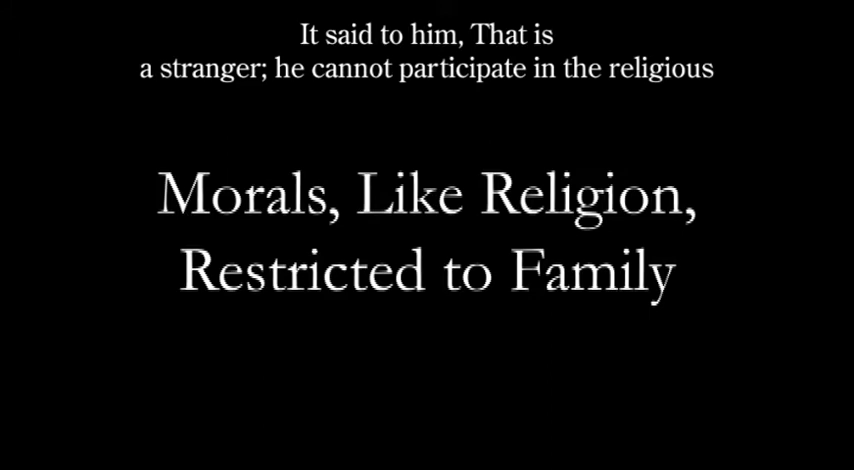 It said to him, That is
a stranger; he cannot participate in the religious
Morals, Like Religion,
Restricted to Family